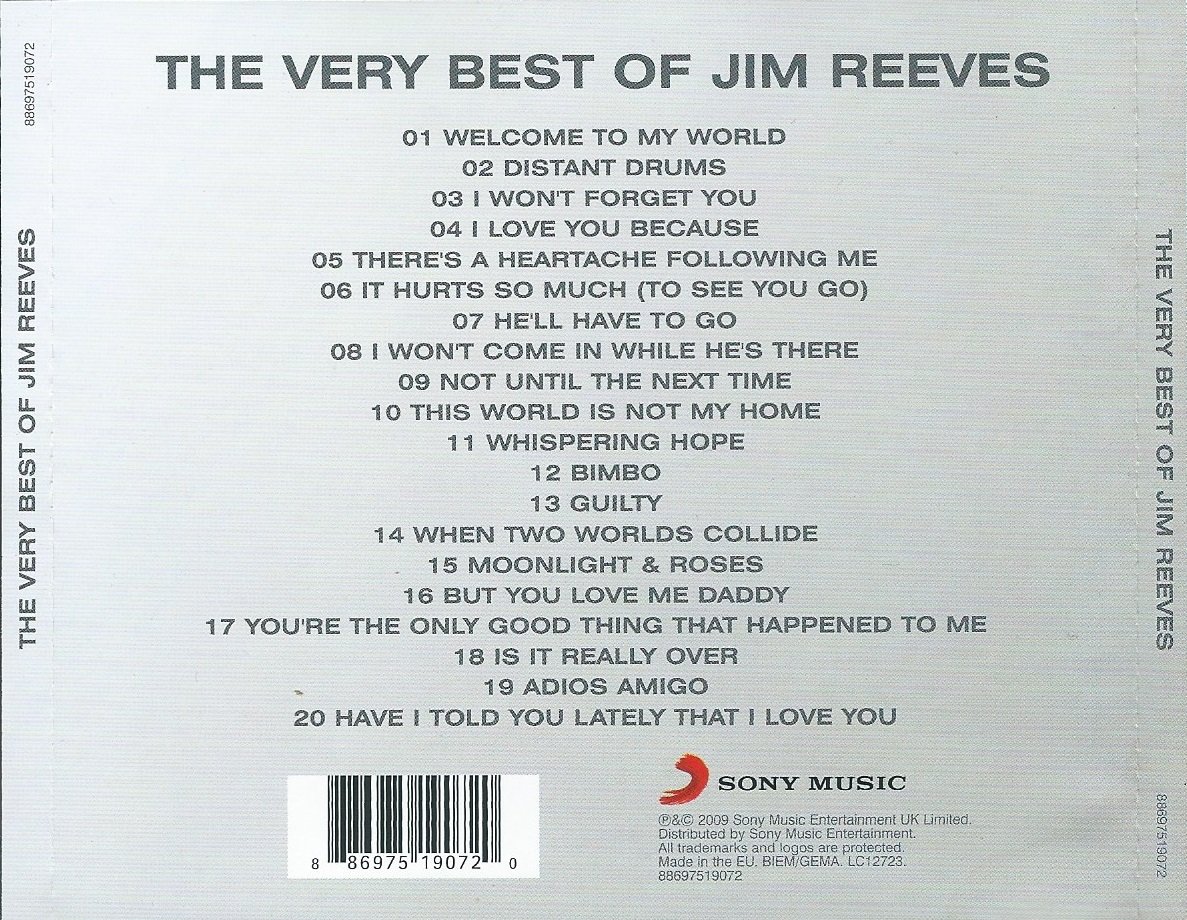 88697519072
THE VERY BEST OF JIM REEVES
THE VERY BEST OF JIM REEVES
01 WELCOME TO MY WORLD
02 DISTANT DRUMS
03 I WON'T FORGET YOU
04 I LOVE YOU BECAUSE
05 THERE'S A HEARTACHE FOLLOWING ME
06 IT HURTS SO MUCH (TO SEE YOU GO)
07 HE'LL HAVE TO GO
08 I WON'T COME IN WHILE HE'S THERE
09 NOT UNTIL THE NEXT TIME
10 THIS WORLD IS NOT MY HOME
11 WHISPERING HOPE
12 BIMBO
13 GUILTY
14 WHEN TWO WORLDS COLLIDE
15 MOONLIGHT & ROSES
16 BUT YOU LOVE ME DADDY
17 YOU'RE THE ONLY GOOD THING THAT HAPPENED TO ME
18 IS IT REALLY OVER
19 ADIOS AMIGO
20 HAVE I TOLD YOU LATELY THAT I LOVE YOU
8 86975 19072 0
SONY MUSIC
℗&© 2009 Sony Music Entertainment UK Limited.
Distributed by Sony Music Entertainment.
All trademarks and logos are protected.
Made in the EU. BIEM/GEMA. LC12723.
88697519072
THE VERY BEST OF JIM REEVES
88697519072